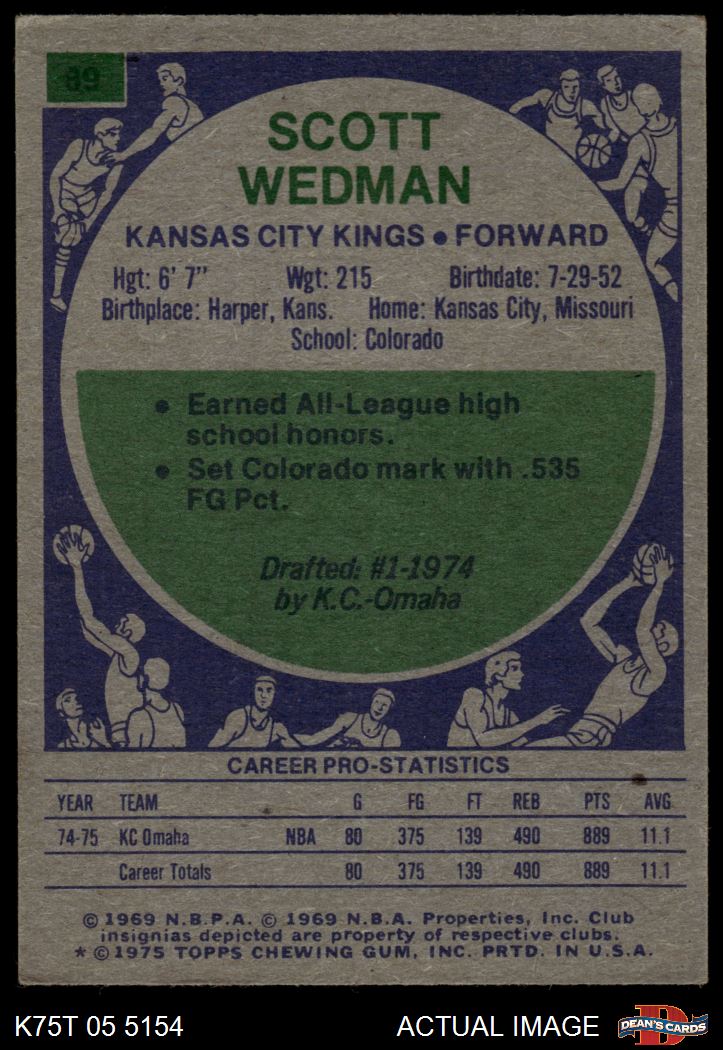 89
SCOTT
WEDMAN
KANSAS CITY KINGS • FORWARD
Hgt: 6' 7" Wgt: 215 Birthdate: 7-29-52
Birthplace: Harper, Kans. Home: Kansas City, Missouri
School: Colorado
• Earned All-League high
school honors.
• Set Colorado mark with .535
FG Pct.
Drafted: #1-1974
by K.C.-Omaha
CAREER PRO-STATISTICS
YEAR TEAM G FG FT REB PTS AVG
74-75 KC Omaha NBA 80 375 139 490 889 11.1
Career Totals 80 375 139 490 889 11.1
© 1969 N.B.P.A. © 1969 N.B.A. Properties, Inc. Club
insignias depicted are property of respective clubs.
* © 1975 TOPPS CHEWING GUM, INC. PRTD. IN U.S.A.
K75T 05 5154 ACTUAL IMAGE DEAN'S CARDS